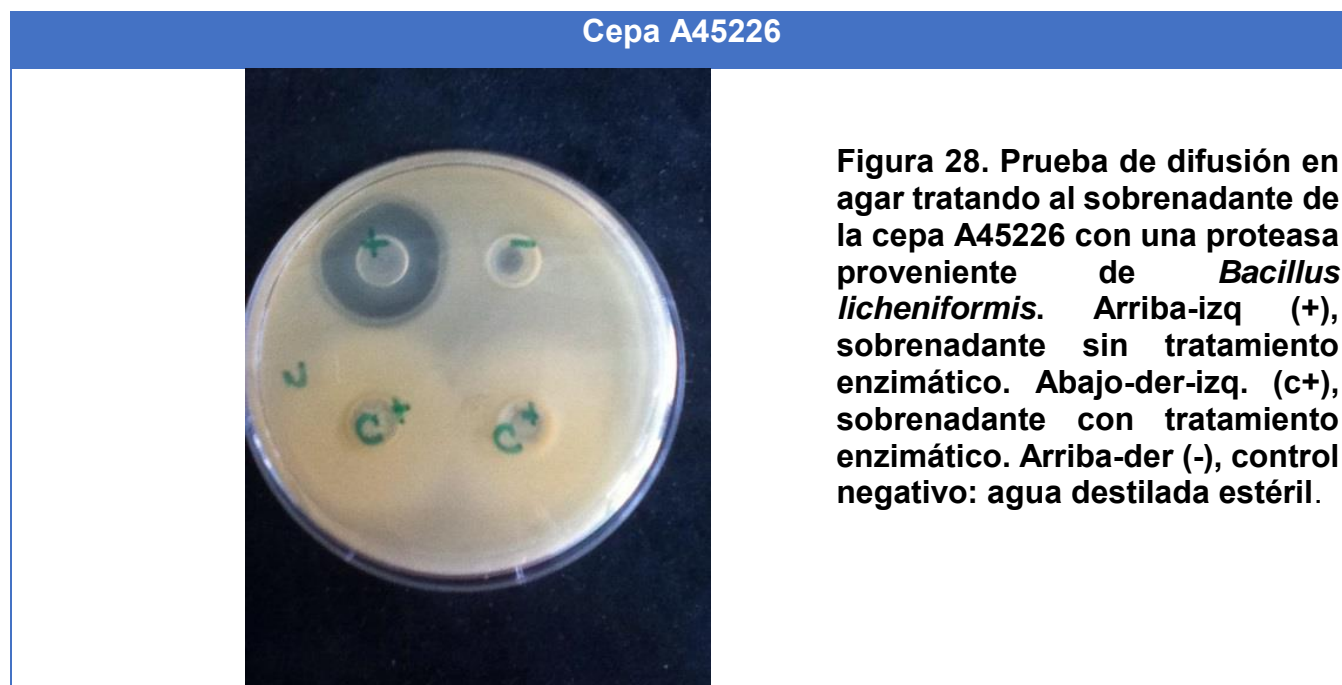 Cepa A45226
Figura 28. Prueba de difusión en
agar tratando al sobrenadante de
la cepa A45226 con una proteasa
proveniente de Bacillus
licheniformis. Arriba-izq (+),
sobrenadante sin tratamiento
enzimático. Abajo-der-izq. (c+),
sobrenadante con tratamiento
enzimático. Arriba-der (-), control
negativo: agua destilada estéril.
+ -
C+ C+